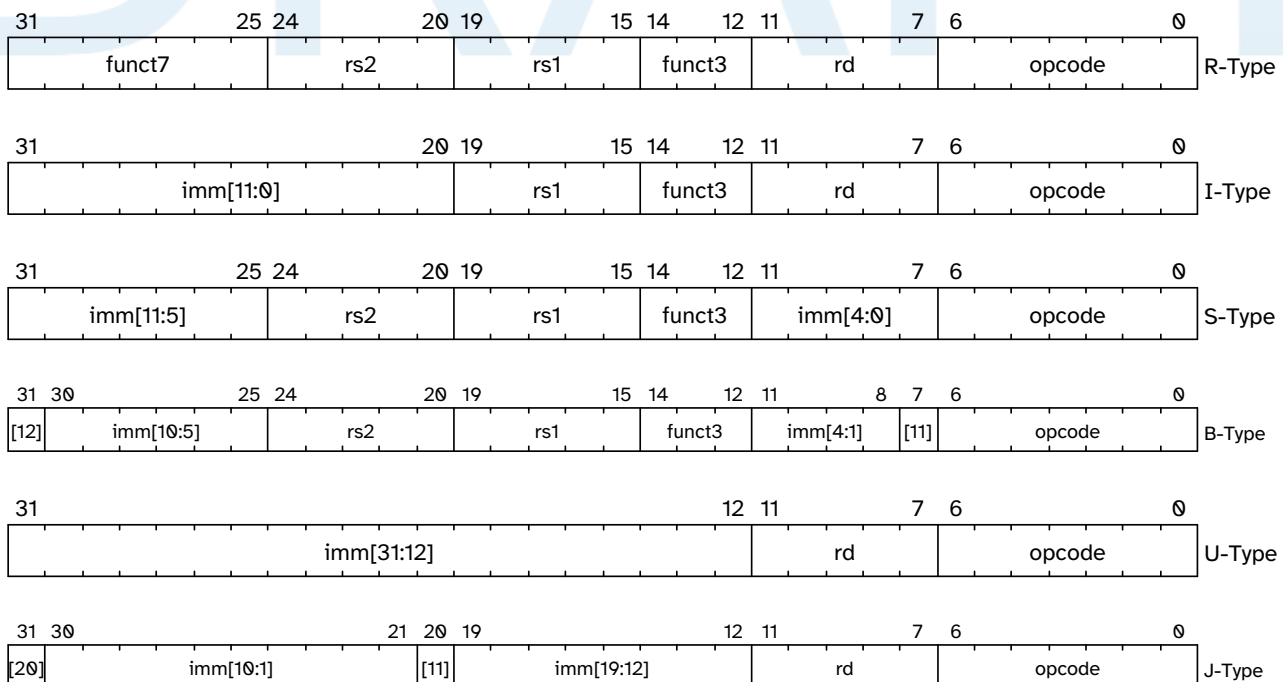 31 25 24 20 19 15 14 12 11 7 6 0
funct7 rs2 rs1 funct3 rd opcode R-Type
31 20 19 15 14 12 11 7 6 0
imm[11:0] rs1 funct3 rd opcode I-Type
31 25 24 20 19 15 14 12 11 7 6 0
imm[11:5] rs2 rs1 funct3 imm[4:0] opcode S-Type
31 30 25 24 20 19 15 14 12 11 8 7 6 0
[12] imm[10:5] rs2 rs1 funct3 imm[4:1] [11] opcode B-Type
31 12 11 7 6 0
imm[31:12] rd opcode U-Type
31 30 21 20 19 12 11 7 6 0
[20] imm[10:1] [11] imm[19:12] rd opcode J-Type